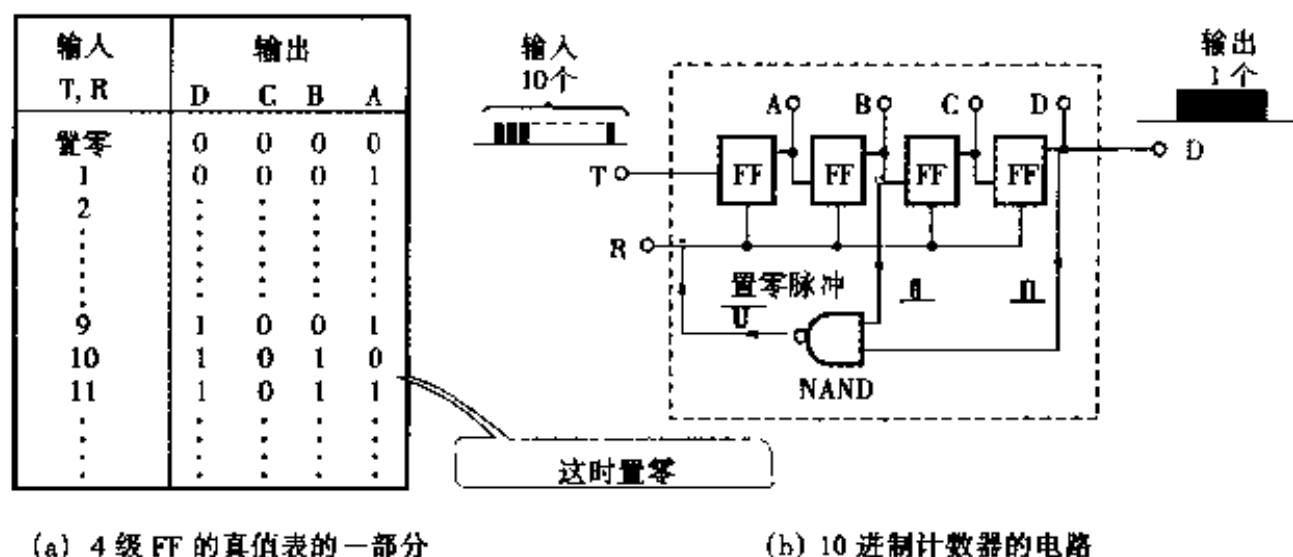 输入 输出
T, R D C B A
置零 0 0 0 0
1 0 0 0 1
2
9 1 0 0 1
10 1 0 1 0
11 1 0 1 1
这时置零
(a) 4 级 FF 的真值表的一部分
输入
10个
输出
1 个
A B C D
T FF FF FF FF D
R
置零脉冲
NAND
(b) 10 进制计数器的电路